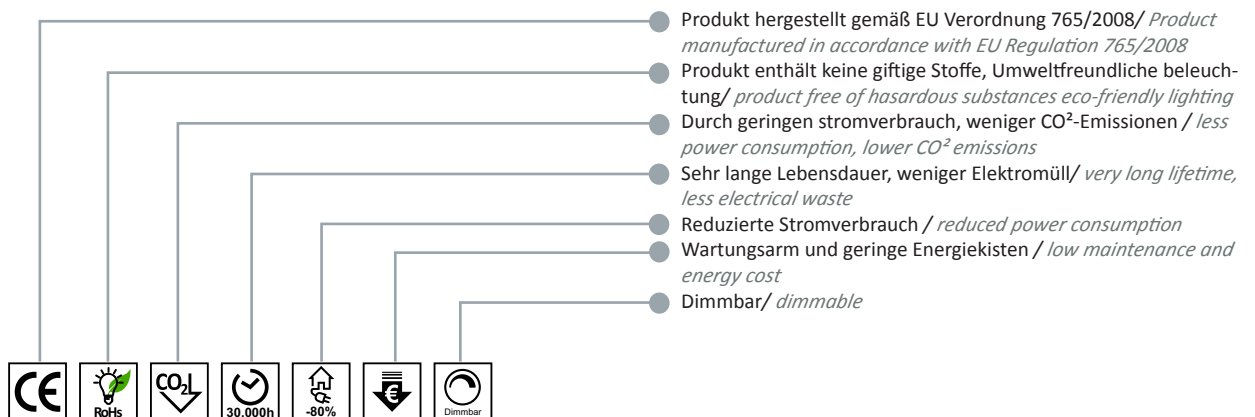 Produkt hergestellt gemäß EU Verordnung 765/2008/ Product
manufactured in accordance with EU Regulation 765/2008
Produkt enthält keine giftige Stoffe, Umweltfreundliche beleuch-
tung/ product free of hasardous substances eco-friendly lighting
Durch geringen stromverbrauch, weniger CO²-Emissionen / less
power consumption, lower CO² emissions
Sehr lange Lebensdauer, weniger Elektromüll/ very long lifetime,
less electrical waste
Reduzierte Stromverbrauch / reduced power consumption
Wartungsarm und geringe Energiekisten / low maintenance and
energy cost
Dimmbar/ dimmable
CE
RoHs
CO₂
30.000h
-80%
€
Dimmbar